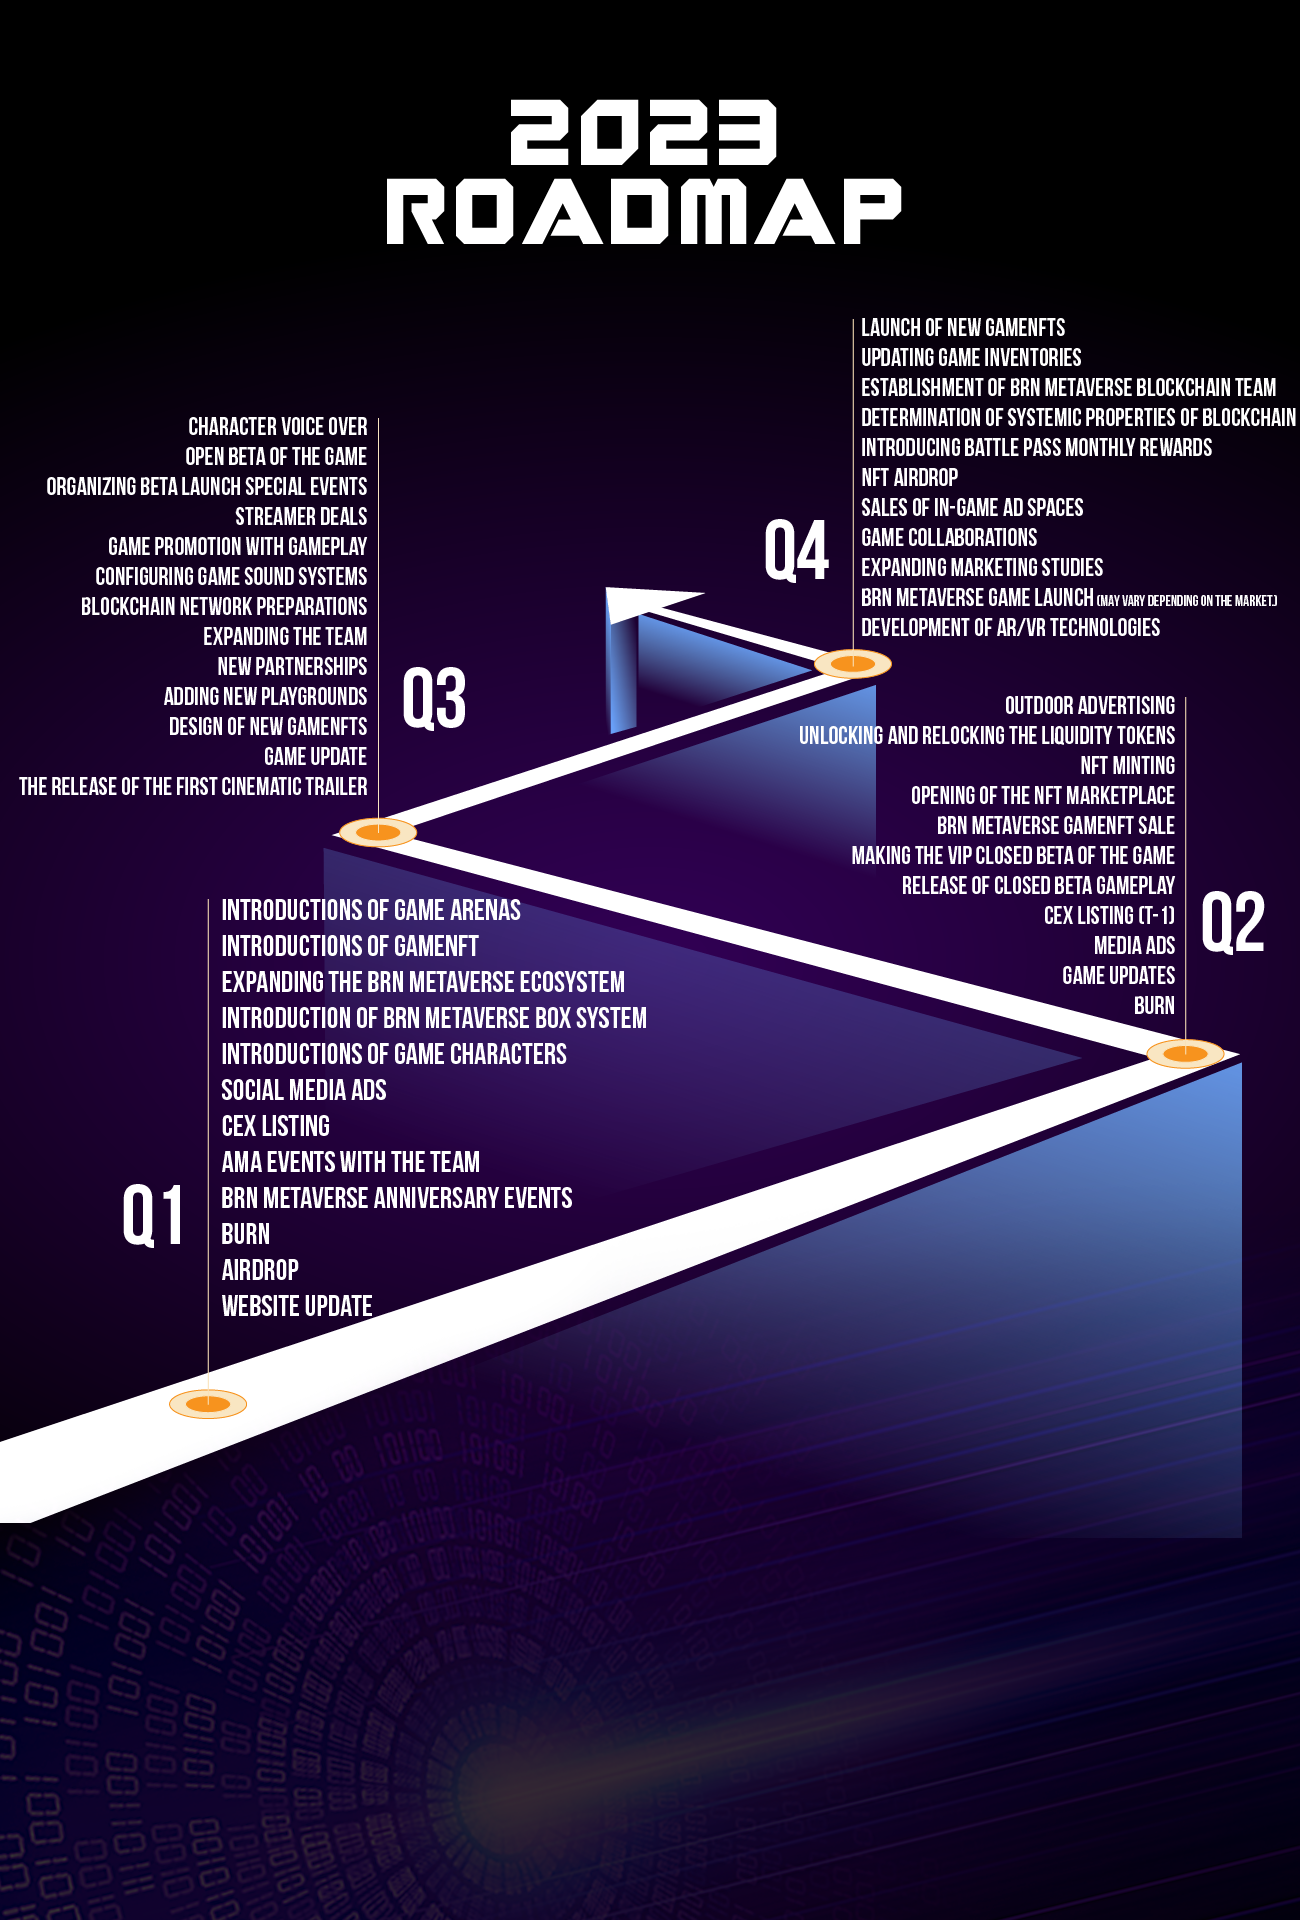 2023
ROADMAP
LAUNCH OF NEW GAMENFTS
UPDATING GAME INVENTORIES
ESTABLISHMENT OF BRN METAVERSE BLOCKCHAIN TEAM
DETERMINATION OF SYSTEMIC PROPERTIES OF BLOCKCHAIN
INTRODUCING BATTLE PASS MONTHLY REWARDS
NFT AIRDROP
SALES OF IN-GAME AD SPACES
GAME COLLABORATIONS
EXPANDING MARKETING STUDIES
BRN METAVERSE GAME LAUNCH (MAY VARY DEPENDING ON THE MARKET.)
DEVELOPMENT OF AR/VR TECHNOLOGIES
Q4
CHARACTER VOICE OVER
OPEN BETA OF THE GAME
ORGANIZING BETA LAUNCH SPECIAL EVENTS
STREAMER DEALS
GAME PROMOTION WITH GAMEPLAY
CONFIGURING GAME SOUND SYSTEMS
BLOCKCHAIN NETWORK PREPARATIONS
EXPANDING THE TEAM
NEW PARTNERSHIPS
ADDING NEW PLAYGROUNDS
DESIGN OF NEW GAMENFTS
GAME UPDATE
THE RELEASE OF THE FIRST CINEMATIC TRAILER
Q3
OUTDOOR ADVERTISING
UNLOCKING AND RELOCKING THE LIQUIDITY TOKENS
NFT MINTING
OPENING OF THE NFT MARKETPLACE
BRN METAVERSE GAMENFT SALE
MAKING THE VIP CLOSED BETA OF THE GAME
RELEASE OF CLOSED BETA GAMEPLAY
CEX LISTING (T-1)
MEDIA ADS
GAME UPDATES
BURN
Q2
INTRODUCTIONS OF GAME ARENAS
INTRODUCTIONS OF GAMENFT
EXPANDING THE BRN METAVERSE ECOSYSTEM
INTRODUCTION OF BRN METAVERSE BOX SYSTEM
INTRODUCTIONS OF GAME CHARACTERS
SOCIAL MEDIA ADS
CEX LISTING
AMA EVENTS WITH THE TEAM
BRN METAVERSE ANNIVERSARY EVENTS
BURN
AIRDROP
WEBSITE UPDATE
Q1